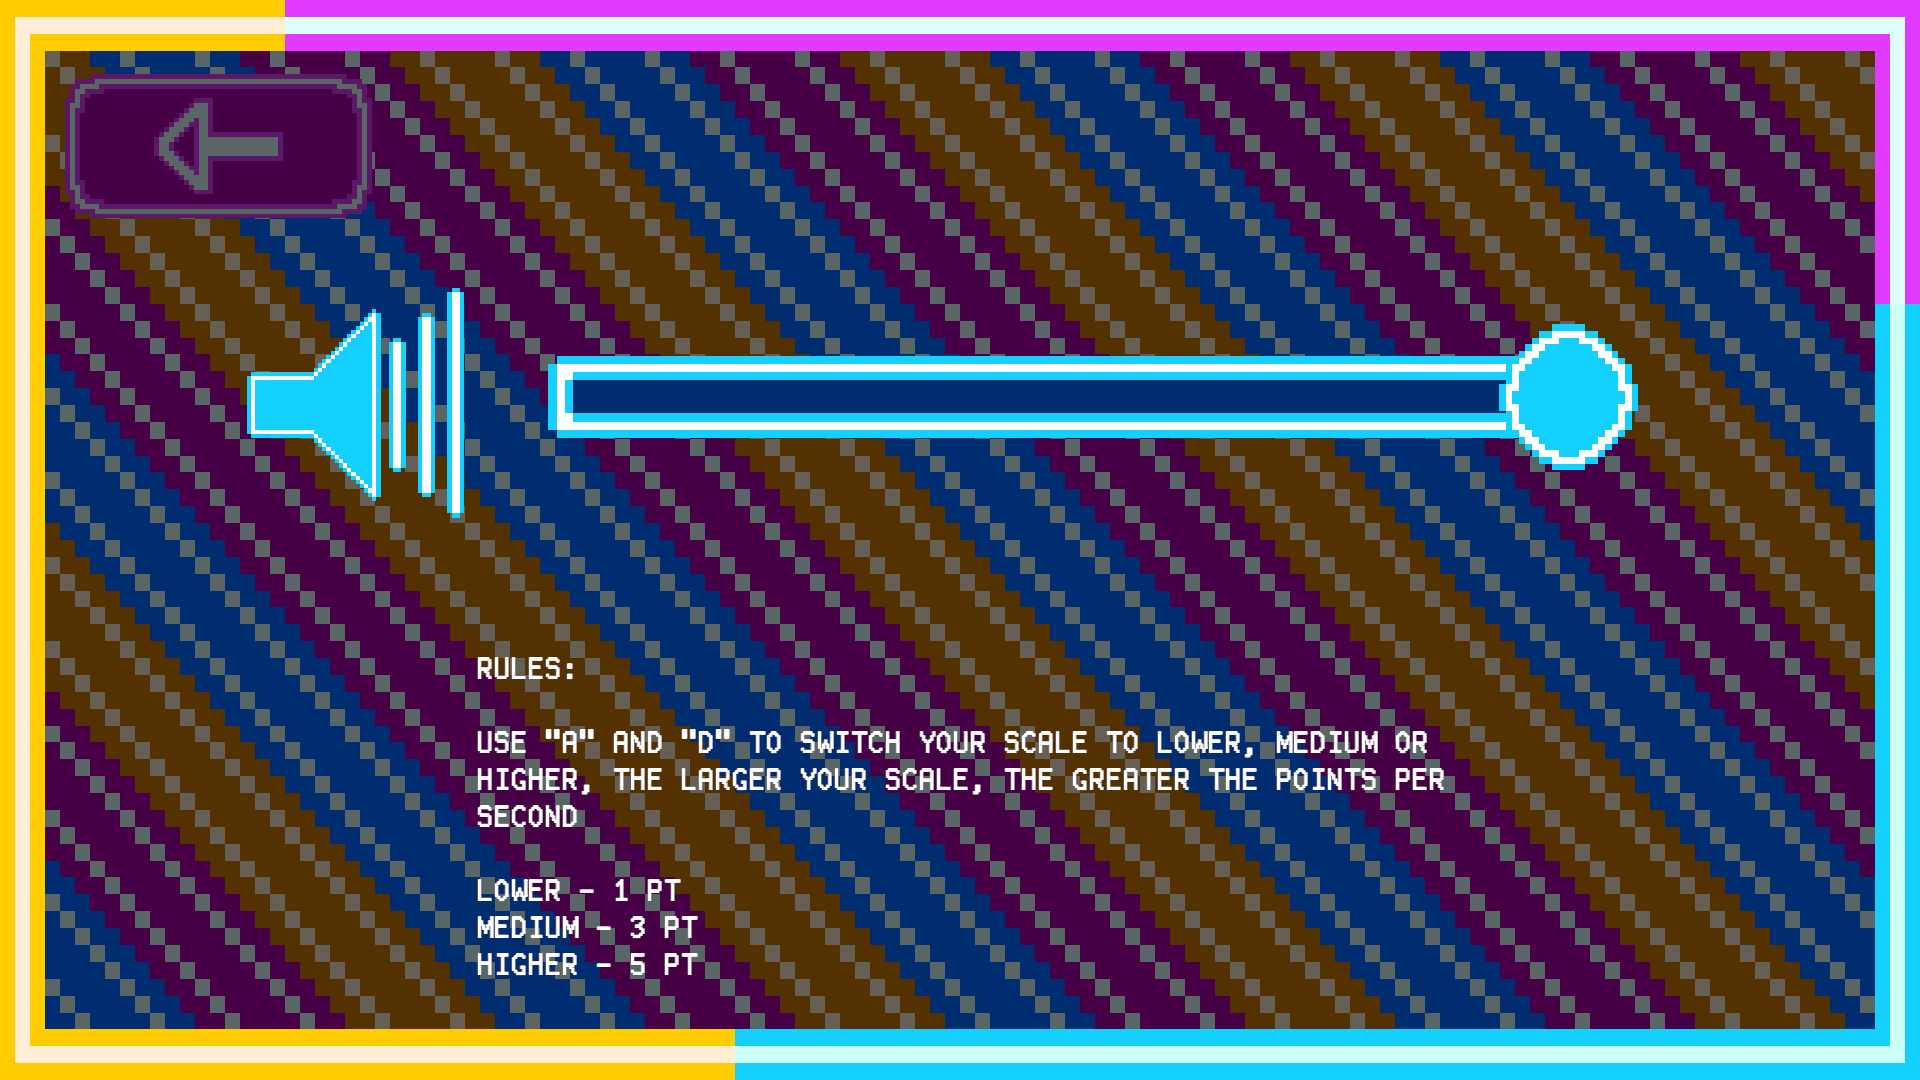 RULES:
USE "A" AND "D" TO SWITCH YOUR SCALE TO LOWER, MEDIUM OR
HIGHER, THE LARGER YOUR SCALE, THE GREATER THE POINTS PER
SECOND
LOWER - 1 PT
MEDIUM - 3 PT
HIGHER - 5 PT